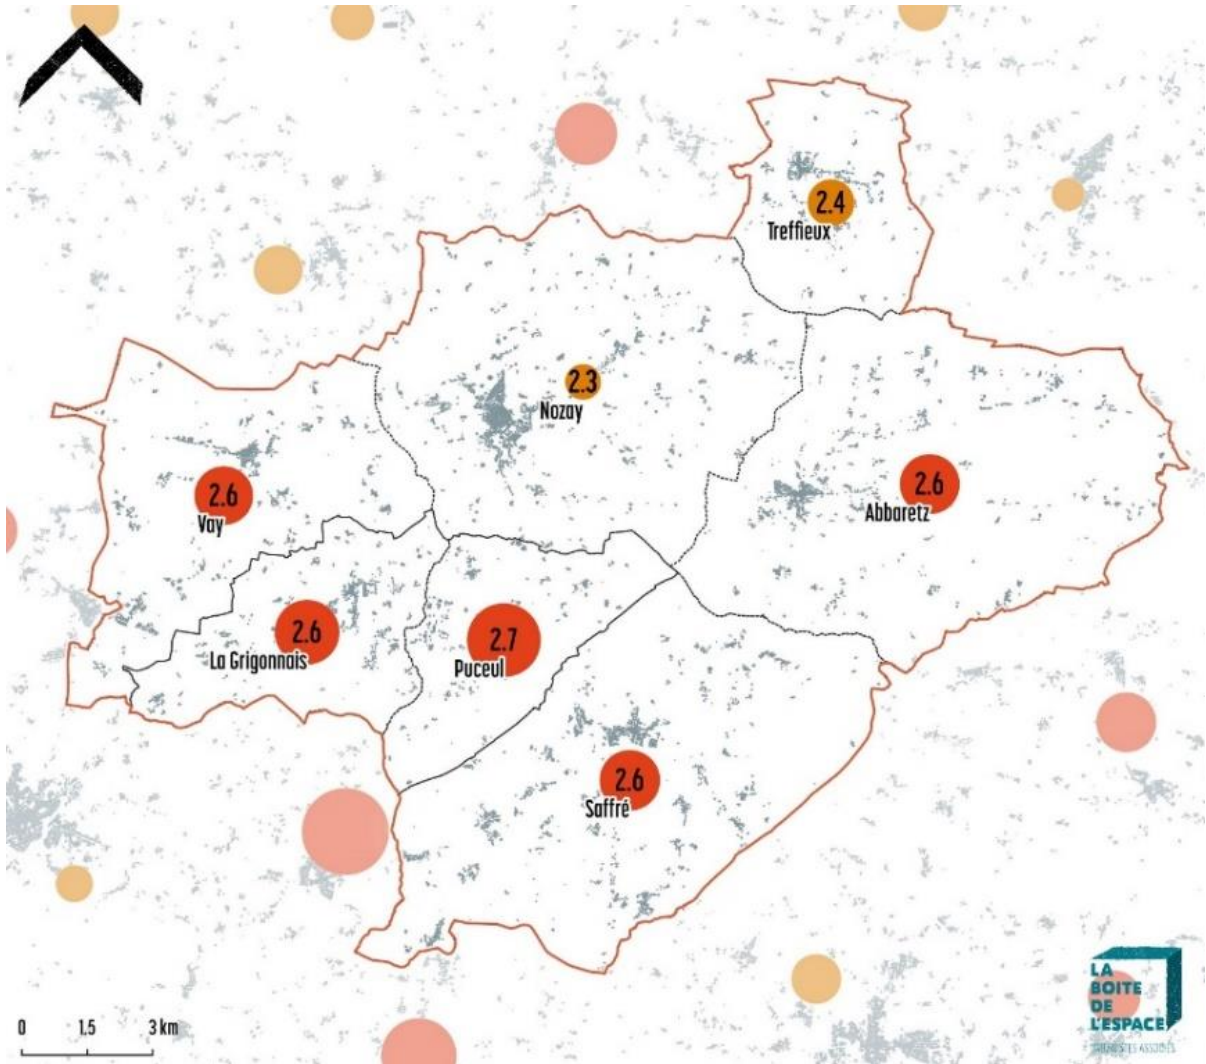 2.4
Treffieux
2.3
Nozay
2.6
Vay
2.6
Abbaretz
2.6
La Grigonnais
2.7
Puceul
2.6
Saffré
0 1.5 3 km
LA
BOITE
DE
L'ESPACE